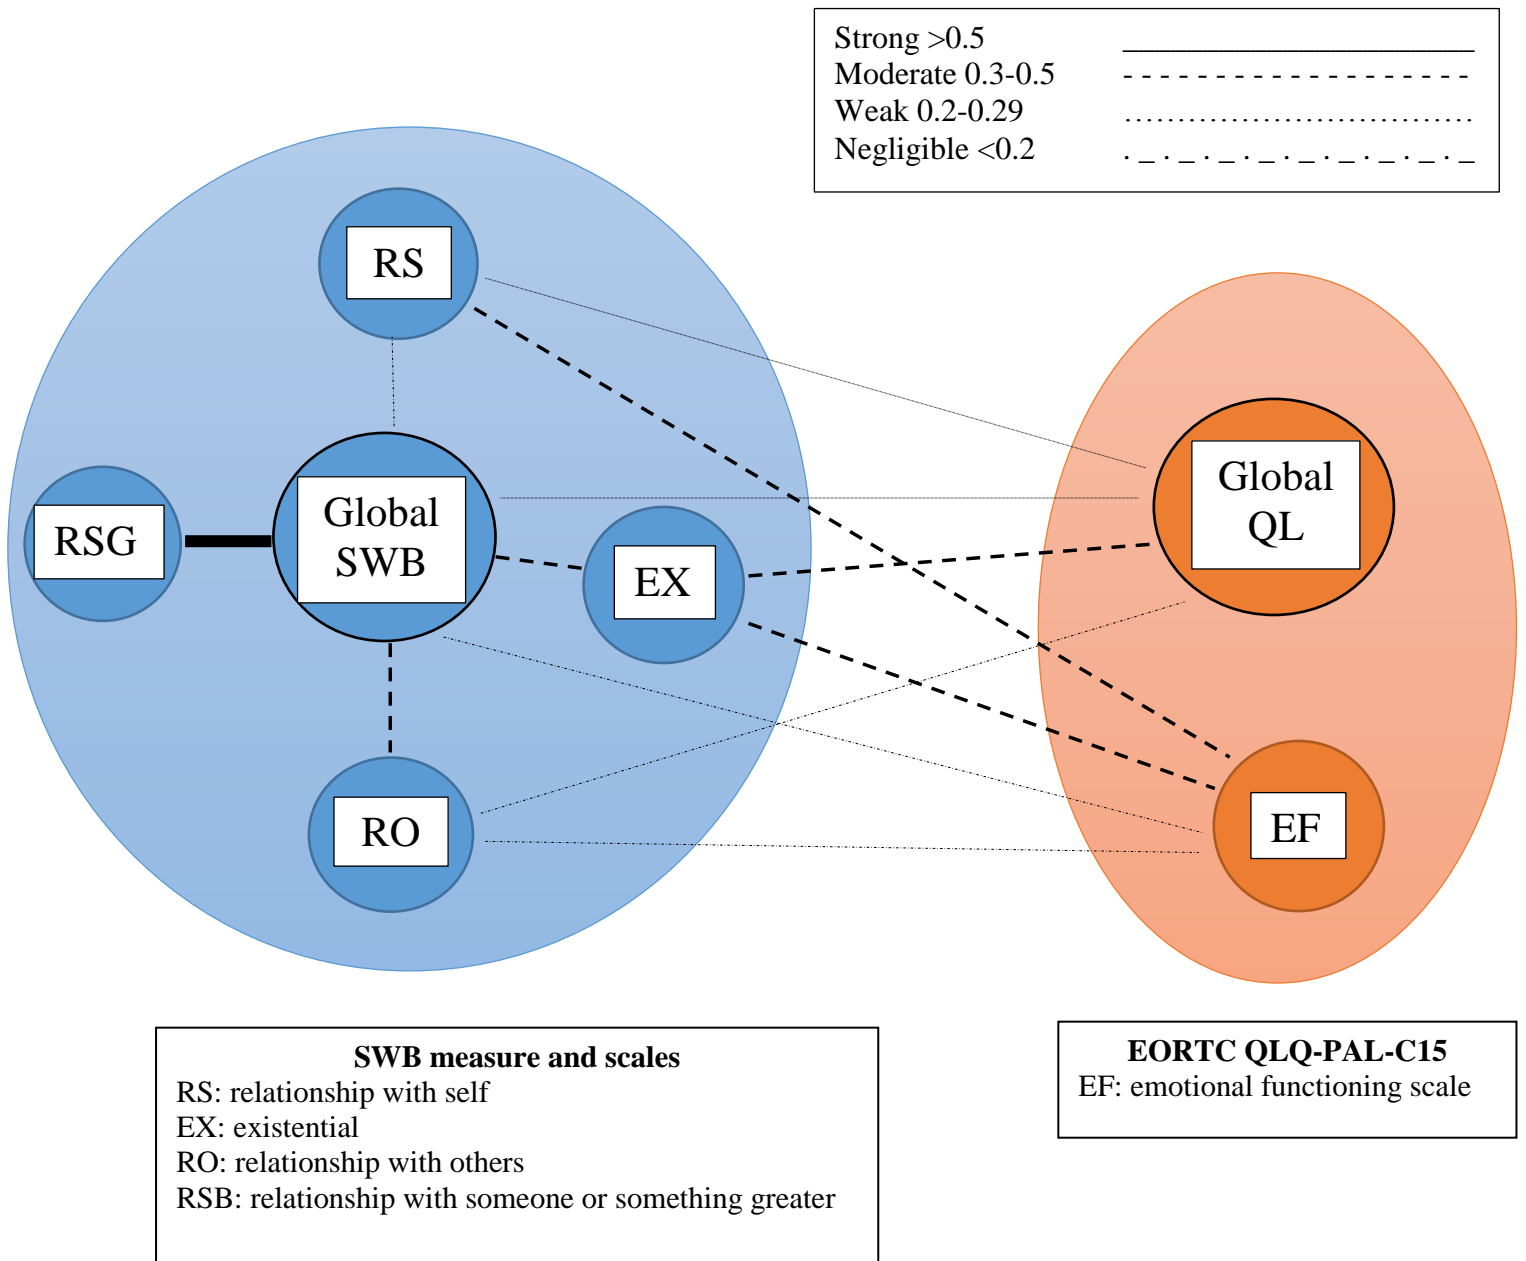 Strong >0.5
Moderate 0.3-0.5
Weak 0.2-0.29
Negligible <0.2
RS
RSG
Global
SWB
EX
RO
Global
QL
EF
SWB measure and scales
RS: relationship with self
EX: existential
RO: relationship with others
RSB: relationship with someone or something greater
EORTC QLQ-PAL-C15
EF: emotional functioning scale